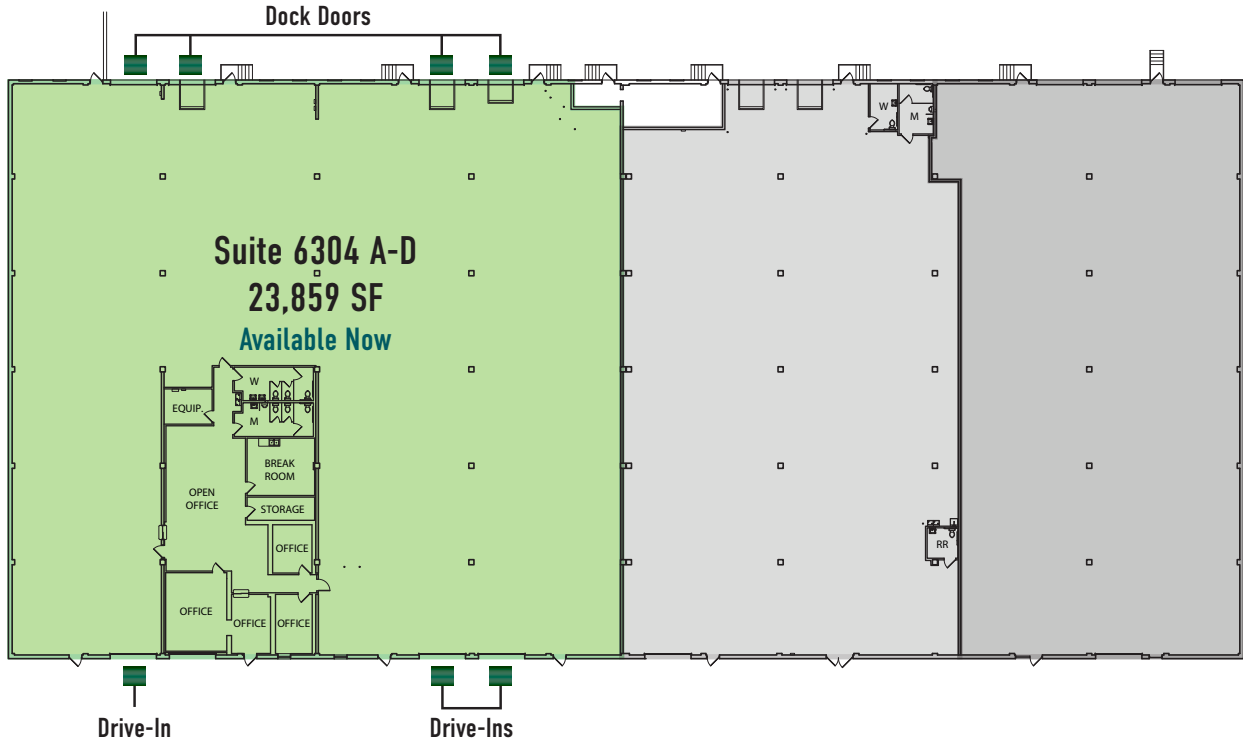 Dock Doors
W
M
Suite 6304 A-D
23,859 SF
Available Now
W
EQUIP.
M
BREAK
ROOM
OPEN
OFFICE
STORAGE
OFFICE
RR
OFFICE
OFFICE
OFFICE
Drive-In
Drive-Ins